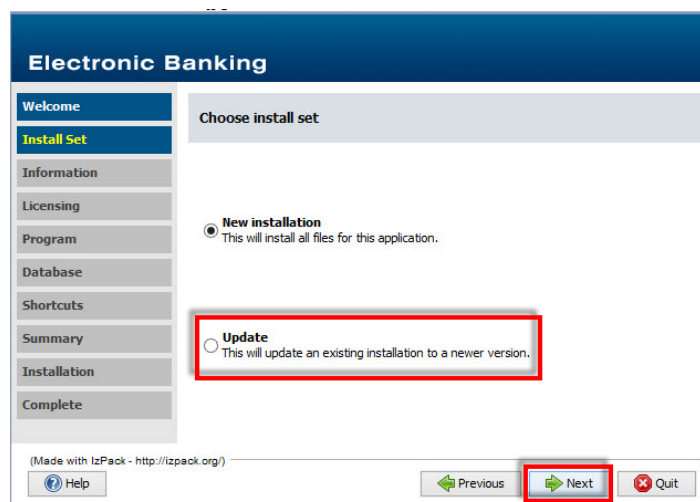 Electronic Banking
Welcome
Install Set
Information
Licensing
Program
Database
Shortcuts
Summary
Installation
Complete
Choose install set
New installation
This will install all files for this application.
Update
This will update an existing installation to a newer version.
(Made with IzPack - http://izpack.org/)
Help
Previous
Next
Quit